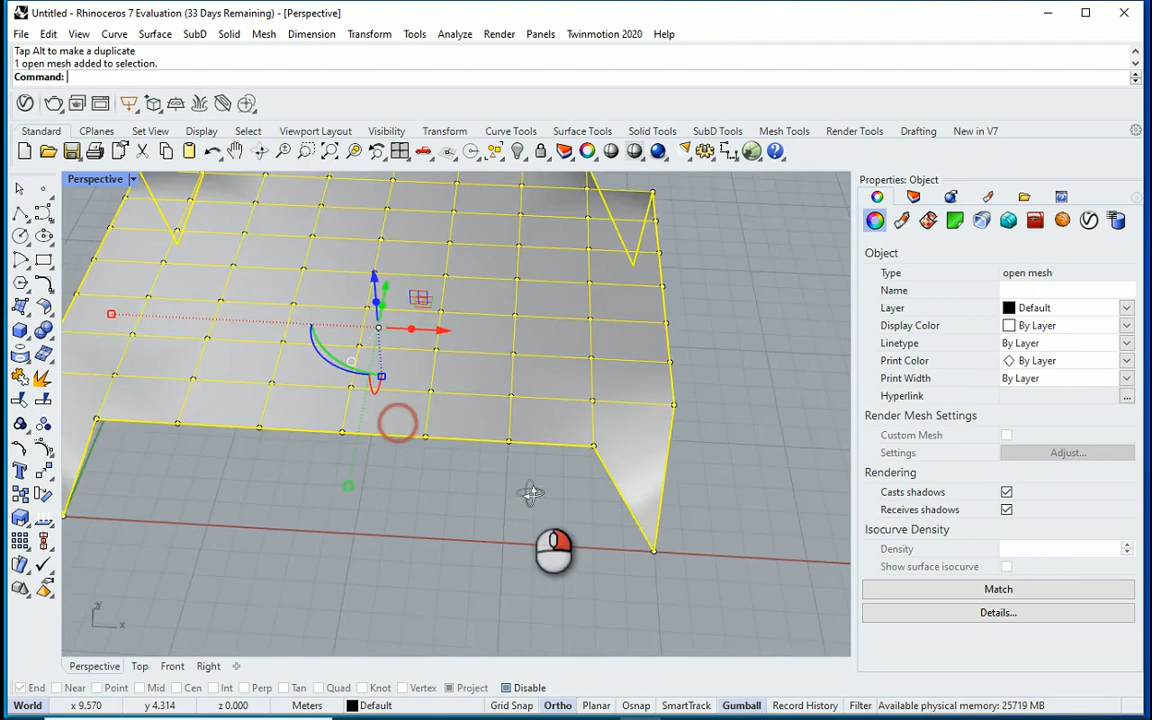 Untitled - Rhinoceros 7 Evaluation (33 Days Remaining) - [Perspective]
File Edit View Curve Surface SubD Solid Mesh Dimension Transform Tools Analyze Render Panels Twinmotion 2020 Help
Tap Alt to make a duplicate
1 open mesh added to selection.
Command:
Standard CPlanes Set View Display Select Viewport Layout Visibility Transform Curve Tools Surface Tools Solid Tools SubD Tools Mesh Tools Render Tools Drafting New in V7
Perspective
Properties: Object
Object
Type open mesh
Name
Layer Default
Display Color By Layer
Linetype By Layer
Print Color By Layer
Print Width By Layer
Hyperlink ...
Render Mesh Settings
Custom Mesh
Settings Adjust...
Rendering
Casts shadows
Receives shadows
Isocurve Density
Density
Show surface isocurve
Match
Details...
y
x
Perspective Top Front Right
End Near Point Mid Cen Int Perp Tan Quad Knot Vertex Project Disable
World x 9.570 y 4.314 z 0.000 Meters Default Grid Snap Ortho Planar Osnap SmartTrack Gumball Record History Filter Available physical memory: 25719 MB